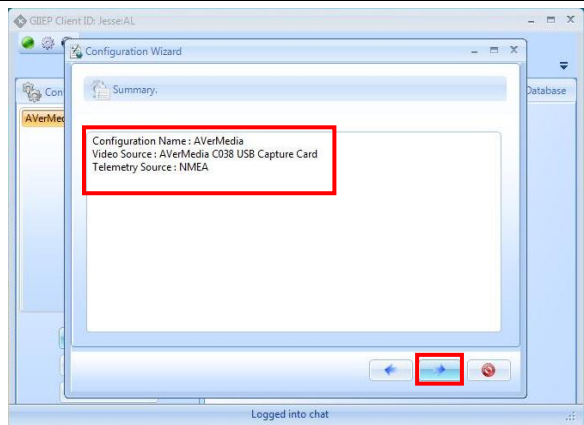 GIIEP Client ID: Jesse:AL
Configuration Wizard
Con
Database
Summary.
AVerMed
Configuration Name : AVerMedia
Video Source : AVerMedia C038 USB Capture Card
Telemetry Source : NMEA
Logged into chat